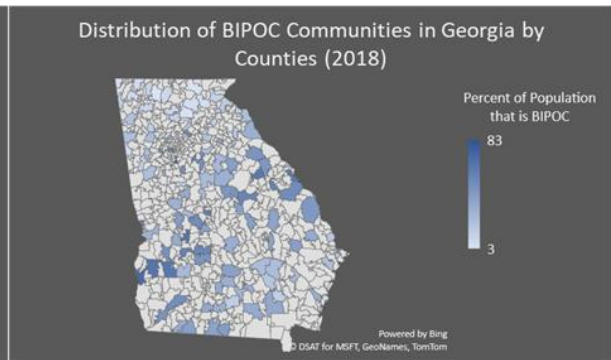 Distribution of BIPOC Communities in Georgia by
Counties (2018)
Percent of Population
that is BIPOC
83
3
Powered by Bing
© DSAT for MSFT, GeoNames, TomTom